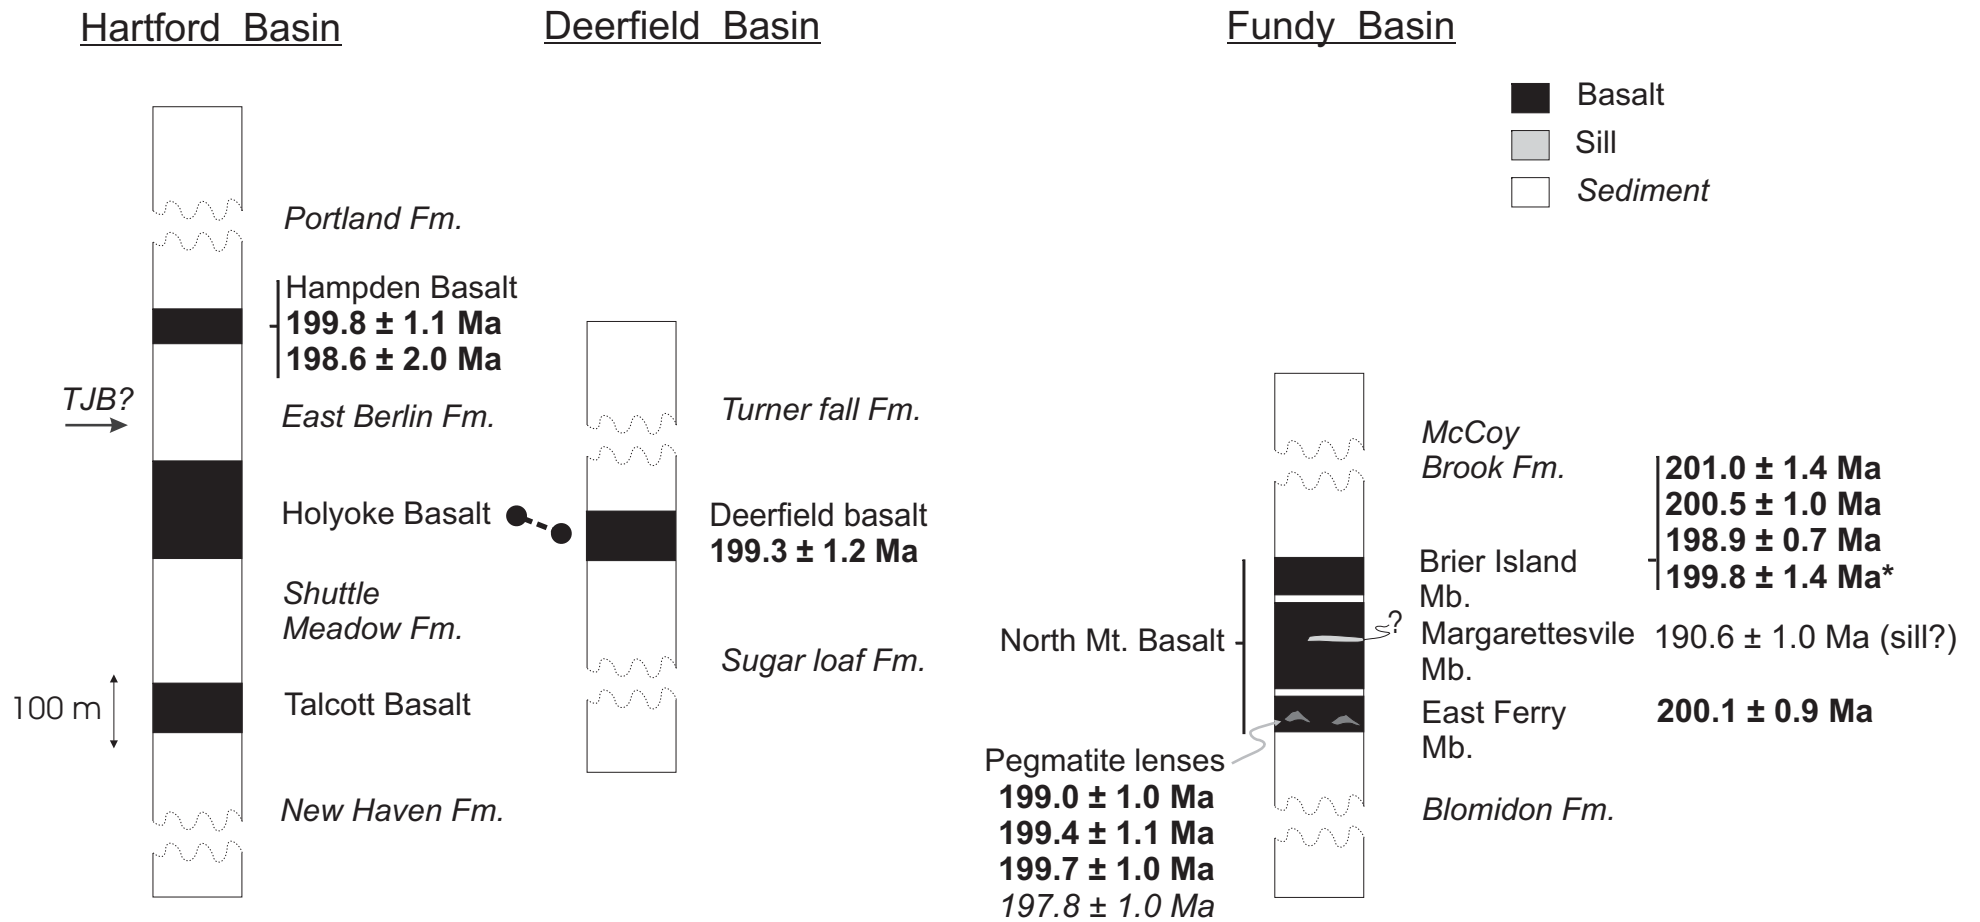 Hartford Basin
Deerfield Basin
Fundy Basin
Basalt
Sill
Sediment
Portland Fm.
Hampden Basalt
199.8 ± 1.1 Ma
198.6 ± 2.0 Ma
TJB?
East Berlin Fm.
Holyoke Basalt
Shuttle
Meadow Fm.
100 m
Talcott Basalt
New Haven Fm.
Turner fall Fm.
Deerfield basalt
199.3 ± 1.2 Ma
Sugar loaf Fm.
McCoy
Brook Fm.
201.0 ± 1.4 Ma
200.5 ± 1.0 Ma
198.9 ± 0.7 Ma
199.8 ± 1.4 Ma*
Brier Island
Mb.
North Mt. Basalt
?
Margarettesvile
Mb.
190.6 ± 1.0 Ma (sill?)
East Ferry
Mb.
200.1 ± 0.9 Ma
Pegmatite lenses
199.0 ± 1.0 Ma
199.4 ± 1.1 Ma
199.7 ± 1.0 Ma
197.8 ± 1.0 Ma
Blomidon Fm.